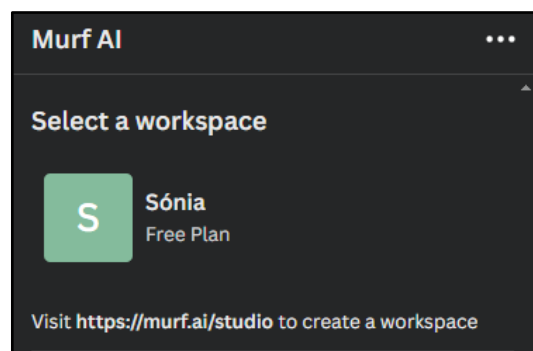 Murf AI
Select a workspace
S
Sónia
Free Plan
Visit https://murf.ai/studio to create a workspace